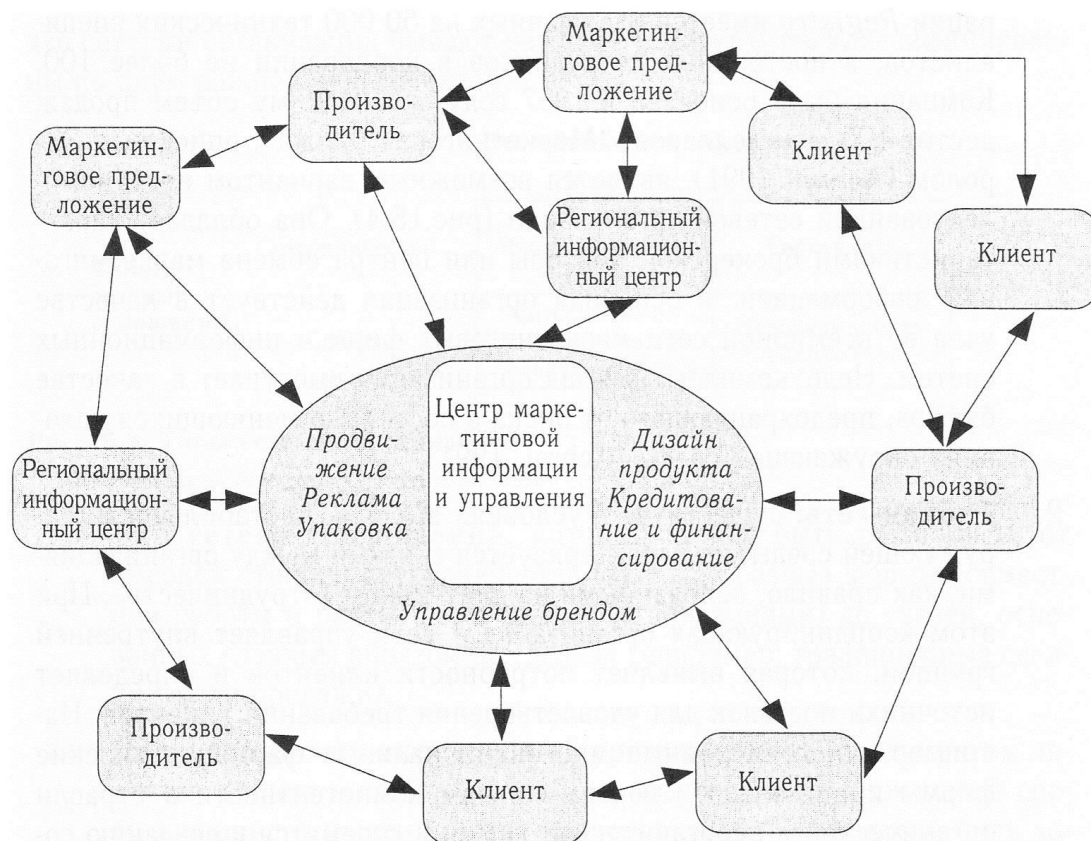 Маркетин-
говое пред-
ложение
Произво-
дитель
Маркетин-
говое пред-
ложение
Клиент
Региональный
информацион-
ный центр
Клиент
Центр марке-
тинговой
информации
и управления
Продви-
жение
Реклама
Упаковка
Дизайн
продукта
Кредитова-
ние и финан-
сирование
Управление брендом
Региональный
информацион-
ный центр
Произво-
дитель
Произво-
дитель
Клиент
Клиент